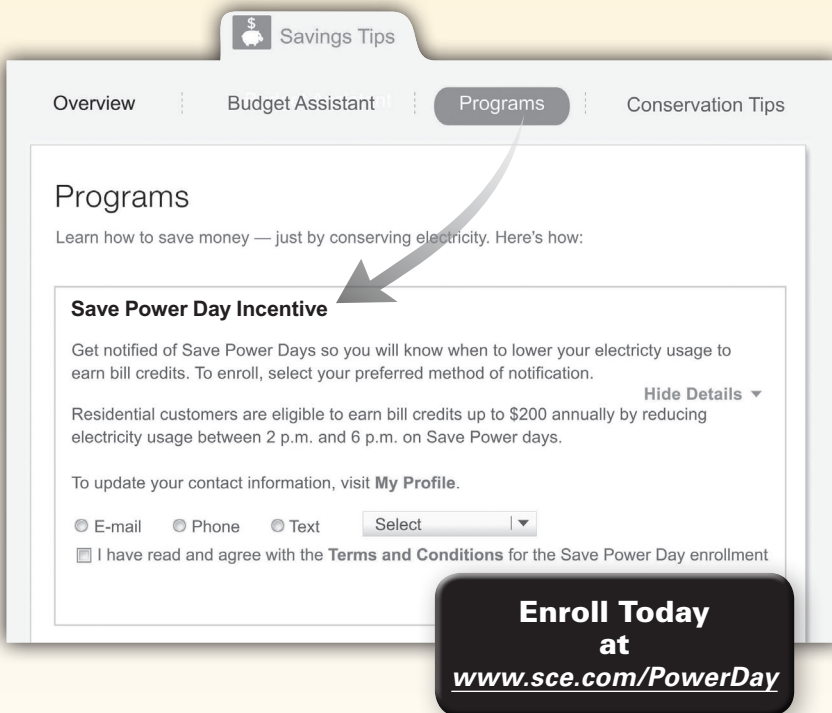 $
Savings Tips
Overview
Budget Assistant
Programs
Conservation Tips
Programs
Learn how to save money — just by conserving electricity. Here's how:
Save Power Day Incentive
Get notified of Save Power Days so you will know when to lower your electricty usage to
earn bill credits. To enroll, select your preferred method of notification.
Hide Details
Residential customers are eligible to earn bill credits up to $200 annually by reducing
electricity usage between 2 p.m. and 6 p.m. on Save Power days.
To update your contact information, visit My Profile.
E-mail Phone Text Select
I have read and agree with the Terms and Conditions for the Save Power Day enrollment
Enroll Today
at
www.sce.com/PowerDay